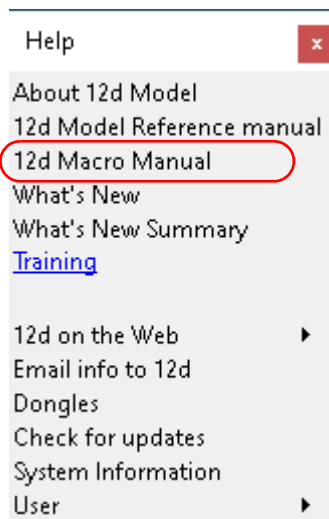 Help
x
About 12d Model
12d Model Reference manual
12d Macro Manual
What's New
What's New Summary
Training
12d on the Web
Email info to 12d
Dongles
Check for updates
System Information
User